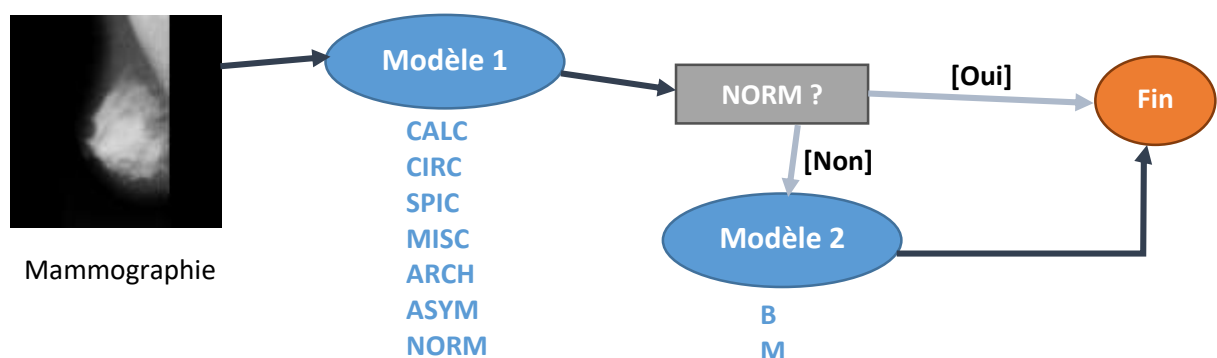 Modèle 1
NORM ?
[Oui]
Fin
CALC
CIRC
SPIC
MISC
ARCH
ASYM
NORM
[Non]
Modèle 2
B
M
Mammographie